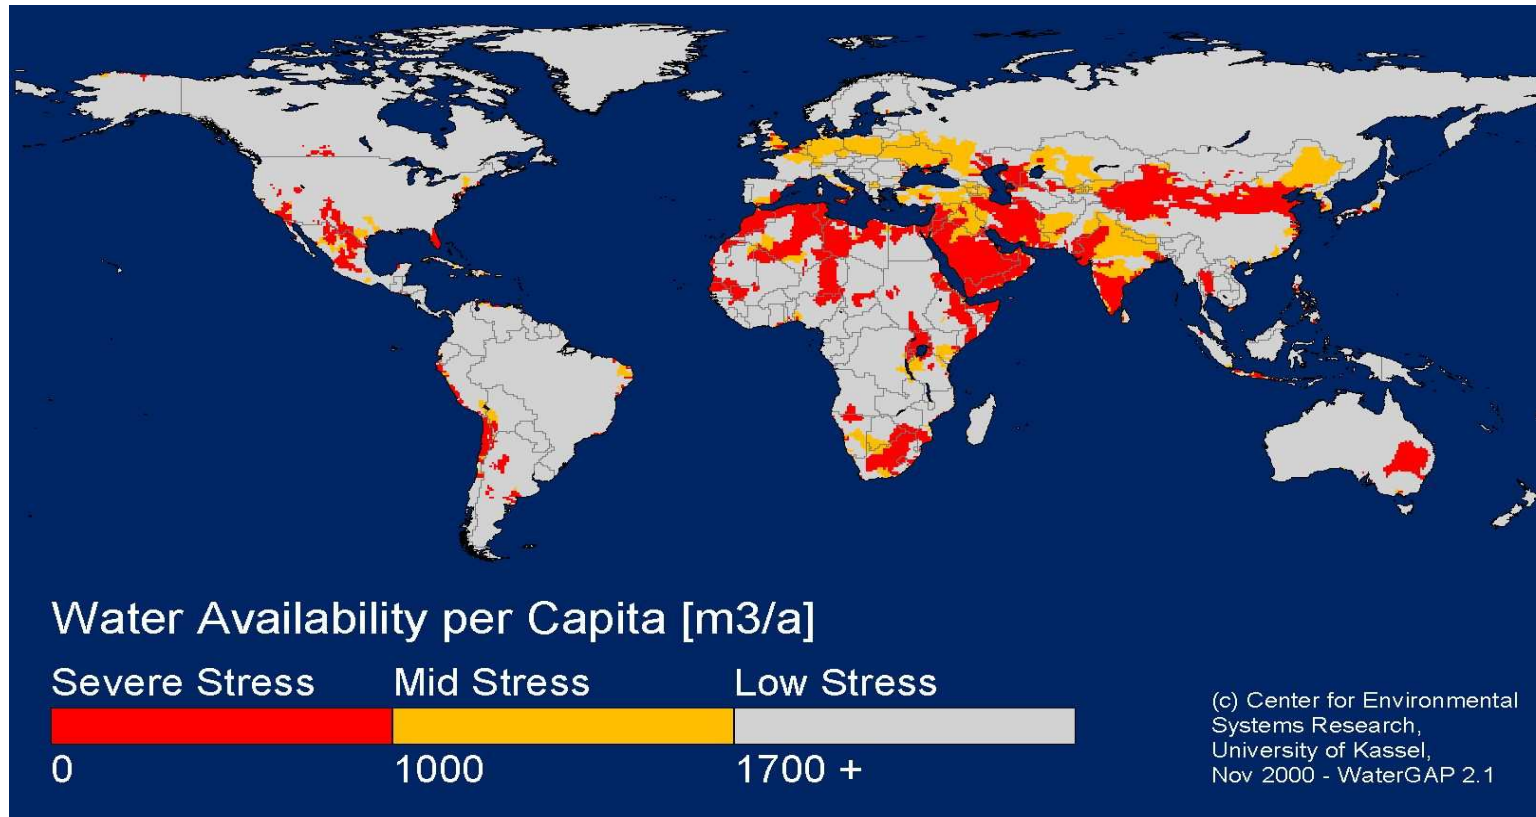 Water Availability per Capita [m3/a]
Severe Stress Mid Stress Low Stress
0 1000 1700 +
(c) Center for Environmental
Systems Research,
University of Kassel,
Nov 2000 - WaterGAP 2.1